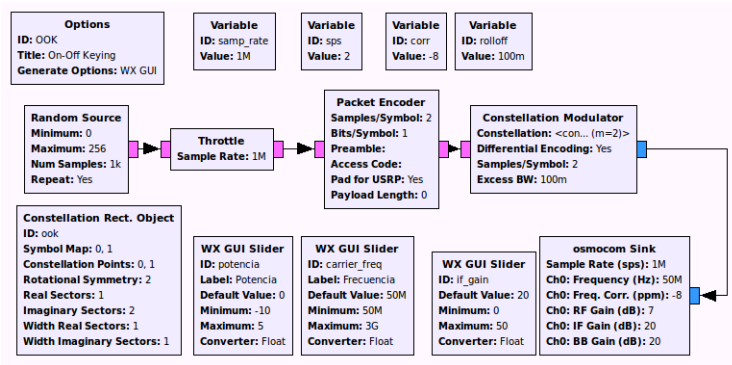 Options
ID: OOK
Title: On-Off Keying
Generate Options: WX GUI
Variable
ID: samp_rate
Value: 1M
Variable
ID: sps
Value: 2
Variable
ID: corr
Value: -8
Variable
ID: rolloff
Value: 100m
Random Source
Minimum: 0
Maximum: 256
Num Samples: 1k
Repeat: Yes
Throttle
Sample Rate: 1M
Packet Encoder
Samples/Symbol: 2
Bits/Symbol: 1
Preamble:
Access Code:
Pad for USRP: Yes
Payload Length: 0
Constellation Modulator
Constellation: <con... (m=2)>
Differential Encoding: Yes
Samples/Symbol: 2
Excess BW: 100m
Constellation Rect. Object
ID: ook
Symbol Map: 0, 1
Constellation Points: 0, 1
Rotational Symmetry: 2
Real Sectors: 1
Imaginary Sectors: 2
Width Real Sectors: 1
Width Imaginary Sectors: 1
WX GUI Slider
ID: potencia
Label: Potencia
Default Value: 0
Minimum: -10
Maximum: 5
Converter: Float
WX GUI Slider
ID: carrier_freq
Label: Frecuencia
Default Value: 50M
Minimum: 50M
Maximum: 3G
Converter: Float
WX GUI Slider
ID: if_gain
Default Value: 20
Minimum: 0
Maximum: 50
Converter: Float
osmocom Sink
Sample Rate (sps): 1M
Ch0: Frequency (Hz): 50M
Ch0: Freq. Corr. (ppm): -8
Ch0: RF Gain (dB): 7
Ch0: IF Gain (dB): 20
Ch0: BB Gain (dB): 20